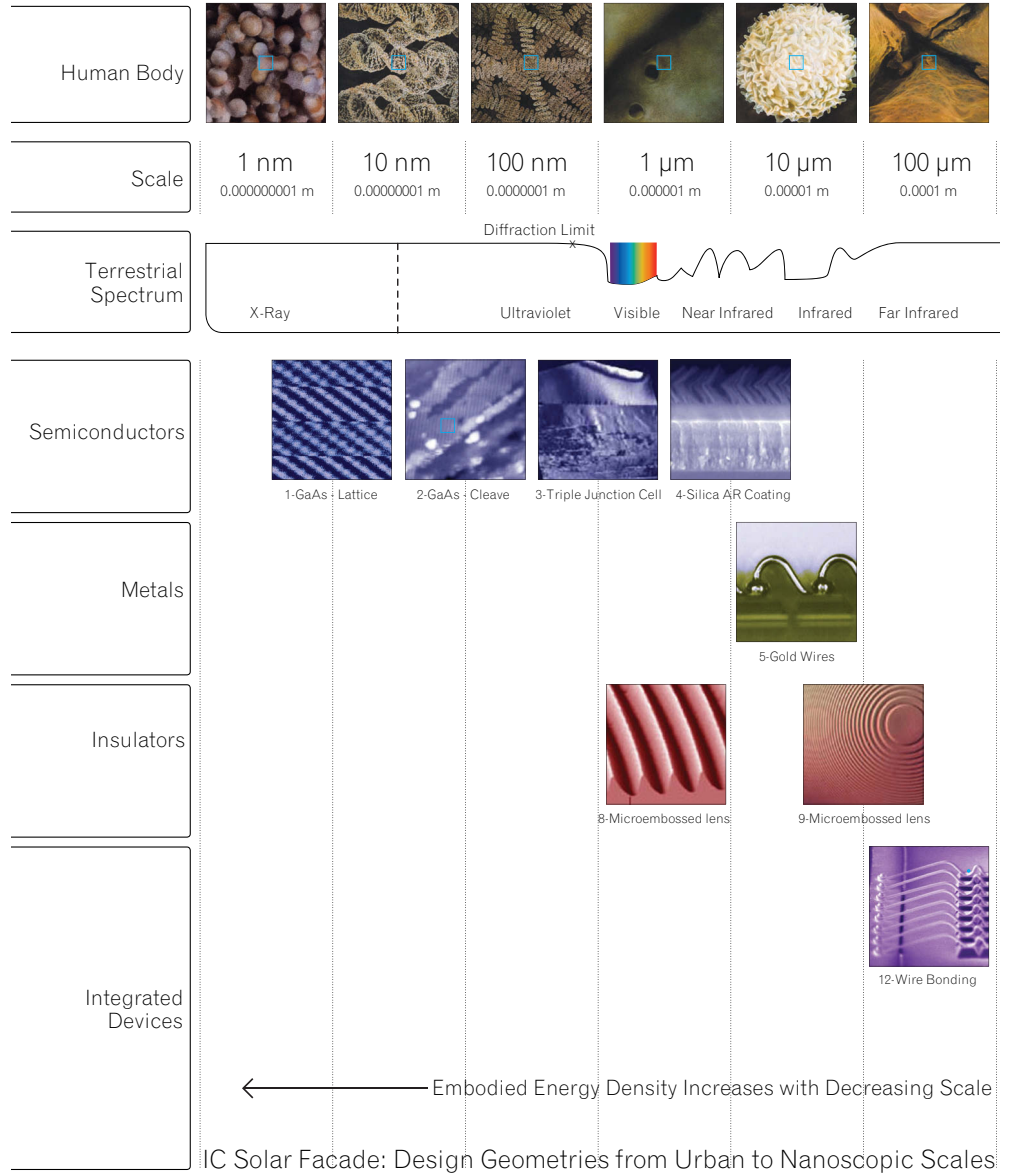 Human Body
Scale
1 nm
0.000000001 m
10 nm
0.00000001 m
100 nm
0.0000001 m
1 µm
0.000001 m
10 µm
0.00001 m
100 µm
0.0001 m
Terrestrial
Spectrum
Diffraction Limit
x
X-Ray
Ultraviolet
Visible
Near Infrared
Infrared
Far Infrared
Semiconductors
1-GaAs - Lattice
2-GaAs - Cleave
3-Triple Junction Cell
4-Silica AR Coating
Metals
5-Gold Wires
Insulators
8-Microembossed lens
9-Microembossed lens
Integrated
Devices
12-Wire Bonding
Embodied Energy Density Increases with Decreasing Scale
IC Solar Facade: Design Geometries from Urban to Nanoscopic Scales